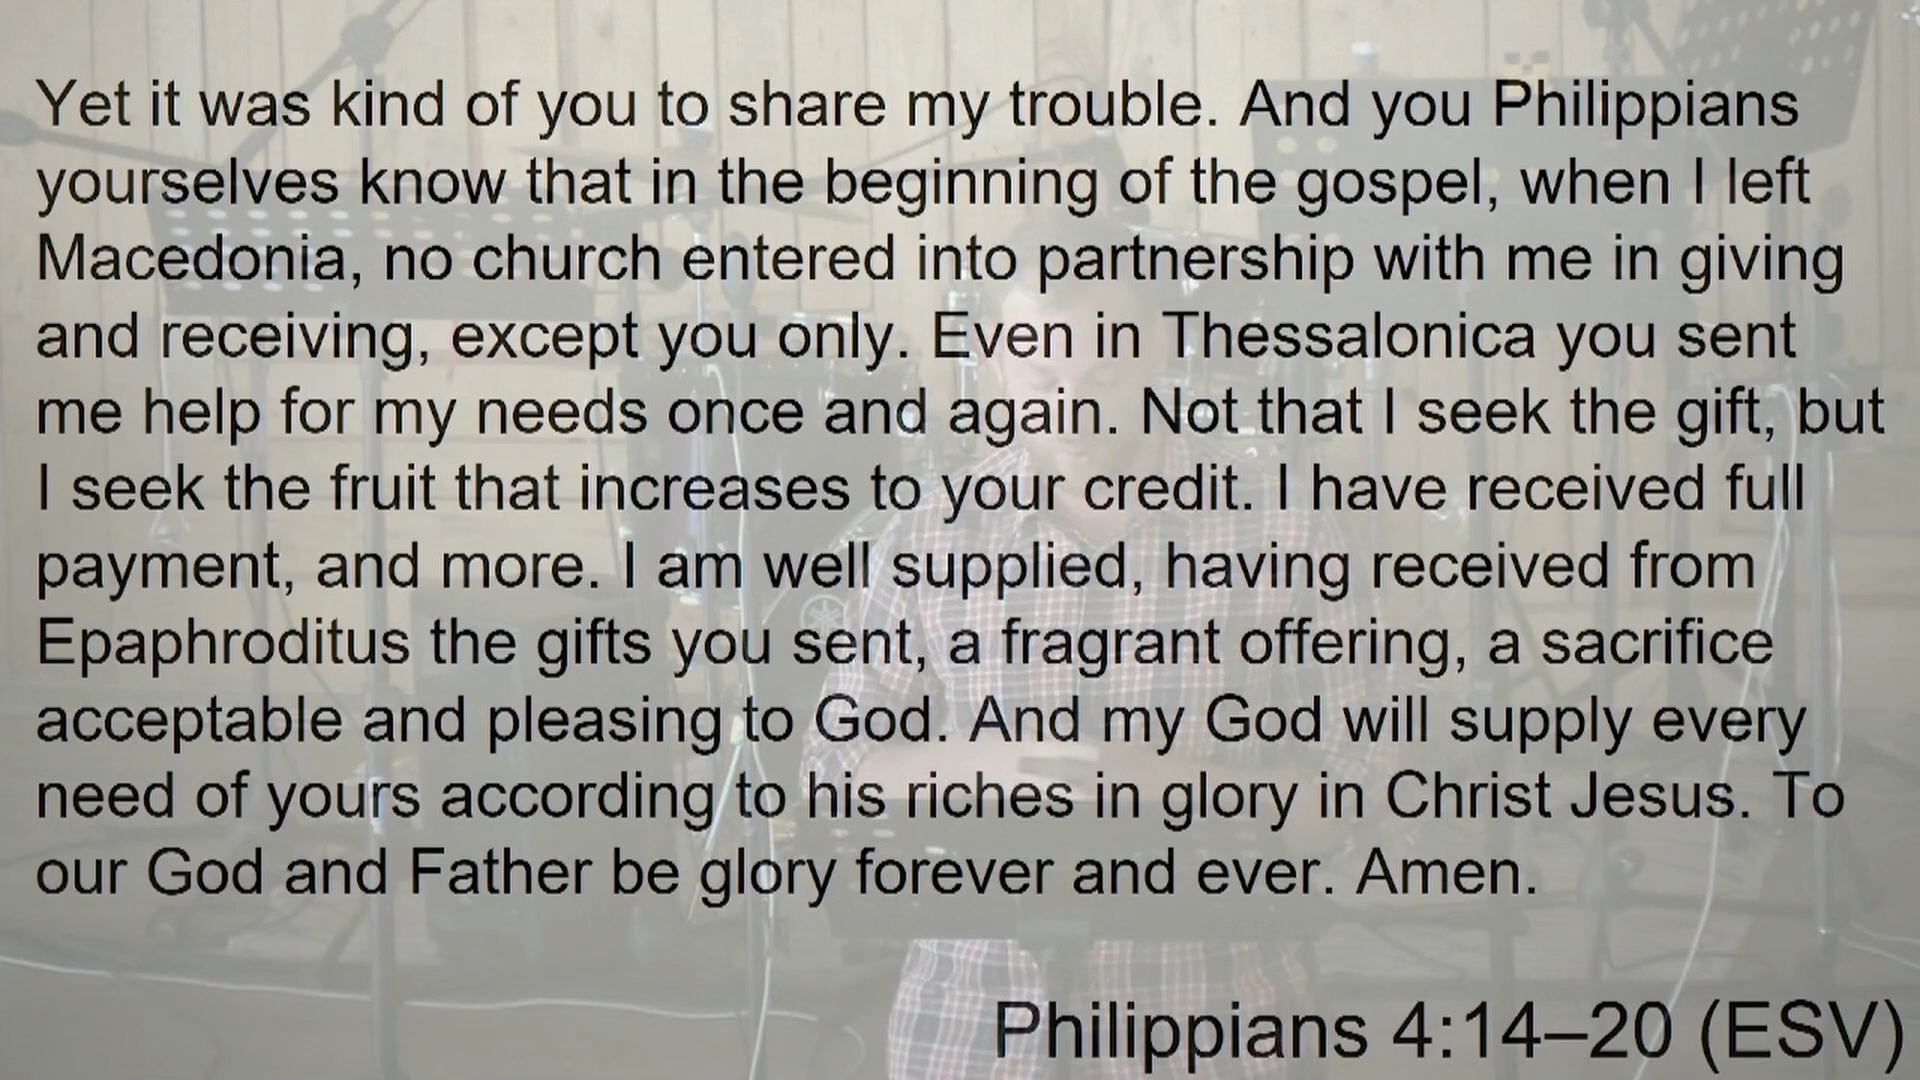 Yet it was kind of you to share my trouble. And you Philippians
yourselves know that in the beginning of the gospel, when I left
Macedonia, no church entered into partnership with me in giving
and receiving, except you only. Even in Thessalonica you sent
me help for my needs once and again. Not that I seek the gift, but
I seek the fruit that increases to your credit. I have received full
payment, and more. I am well supplied, having received from
Epaphroditus the gifts you sent, a fragrant offering, a sacrifice
acceptable and pleasing to God. And my God will supply every
need of yours according to his riches in glory in Christ Jesus. To
our God and Father be glory forever and ever. Amen.
Philippians 4:14–20 (ESV)